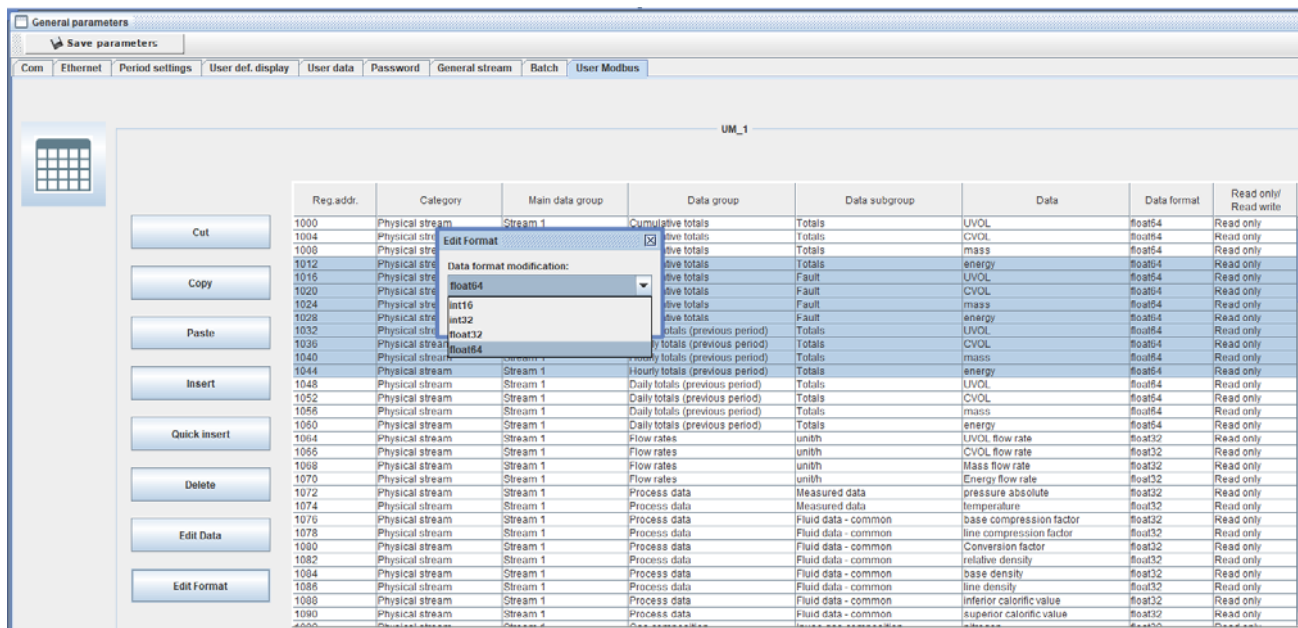 General parameters
Save parameters
Com Ethernet Period settings User def. display User data Password General stream Batch User Modbus
UM_1
Reg.addr. Category Main data group Data group Data subgroup Data Data format Read only/ Read write
Cut
Copy
Paste
Insert
Quick insert
Delete
Edit Data
Edit Format
1000 Physical stream Stream 1 Cumulative totals Totals UVOL float64 Read only
1004 Physical stre ative totals Totals CVOL float64 Read only
1008 Physical stre ative totals Totals mass float64 Read only
1012 Physical stre ative totals Totals energy float64 Read only
1016 Physical stre ative totals Fault UVOL float64 Read only
1020 Physical stre ative totals Fault CVOL float64 Read only
1024 Physical stre ative totals Fault mass float64 Read only
1028 Physical stre ative totals Fault energy float64 Read only
1032 Physical stre totals (previous period) Totals UVOL float64 Read only
1036 Physical strea ly totals (previous period) Totals CVOL float64 Read only
1040 Physical stream Stream 1 Hourly totals (previous period) Totals mass float64 Read only
1044 Physical stream Stream 1 Hourly totals (previous period) Totals energy float64 Read only
1048 Physical stream Stream 1 Daily totals (previous period) Totals UVOL float64 Read only
1052 Physical stream Stream 1 Daily totals (previous period) Totals CVOL float64 Read only
1056 Physical stream Stream 1 Daily totals (previous period) Totals mass float64 Read only
1060 Physical stream Stream 1 Daily totals (previous period) Totals energy float64 Read only
1064 Physical stream Stream 1 Flow rates unit/h UVOL flow rate float32 Read only
1066 Physical stream Stream 1 Flow rates unit/h CVOL flow rate float32 Read only
1068 Physical stream Stream 1 Flow rates unit/h Mass flow rate float32 Read only
1070 Physical stream Stream 1 Flow rates unit/h Energy flow rate float32 Read only
1072 Physical stream Stream 1 Process data Measured data pressure absolute float32 Read only
1074 Physical stream Stream 1 Process data Measured data temperature float32 Read only
1076 Physical stream Stream 1 Process data Fluid data - common base compression factor float32 Read only
1078 Physical stream Stream 1 Process data Fluid data - common line compression factor float32 Read only
1080 Physical stream Stream 1 Process data Fluid data - common Conversion factor float32 Read only
1082 Physical stream Stream 1 Process data Fluid data - common relative density float32 Read only
1084 Physical stream Stream 1 Process data Fluid data - common base density float32 Read only
1086 Physical stream Stream 1 Process data Fluid data - common line density float32 Read only
1088 Physical stream Stream 1 Process data Fluid data - common inferior calorific value float32 Read only
1090 Physical stream Stream 1 Process data Fluid data - common superior calorific value float32 Read only
Edit Format
Data format modification:
float64
int16
int32
float32
float64